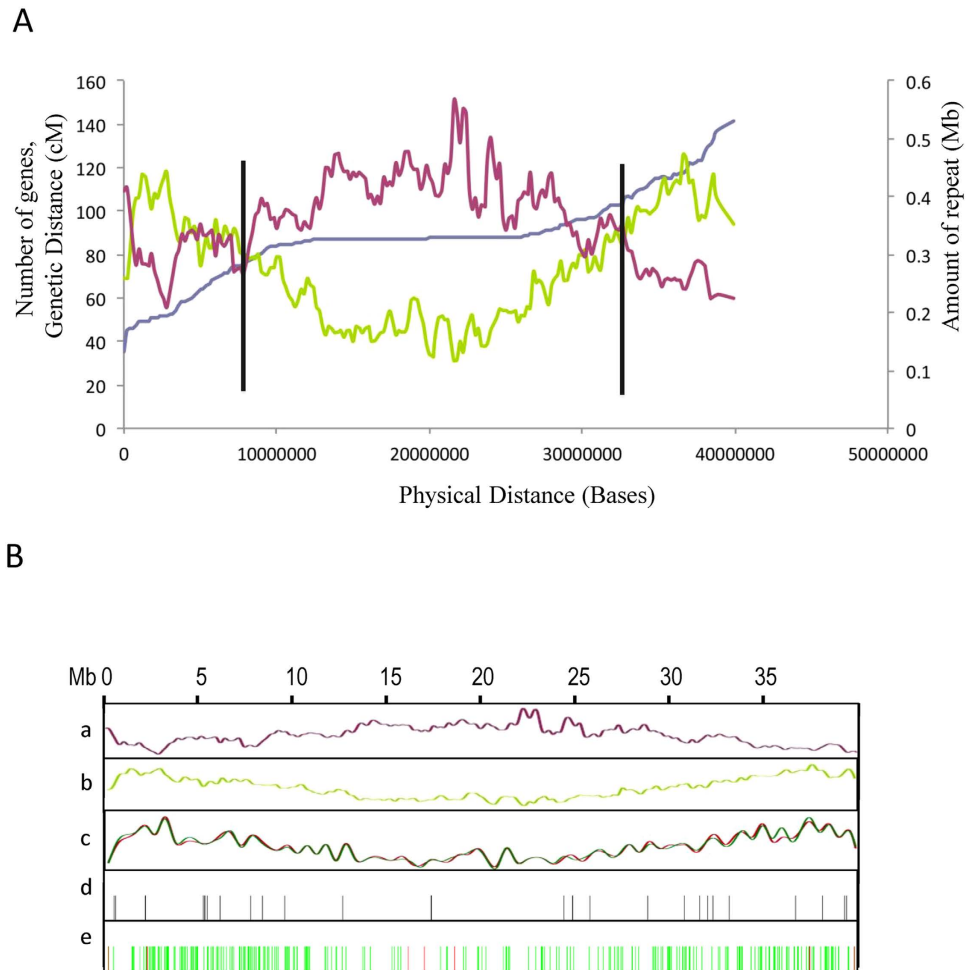 A
Number of genes,
Genetic Distance (cM)
160
140
120
100
80
60
40
20
0
0.6
0.5
0.4
0.3
0.2
0.1
0
Amount of repeat (Mb)
0 10000000 20000000 30000000 40000000 50000000
Physical Distance (Bases)
B
Mb 0 5 10 15 20 25 30 35
a
b
c
d
e